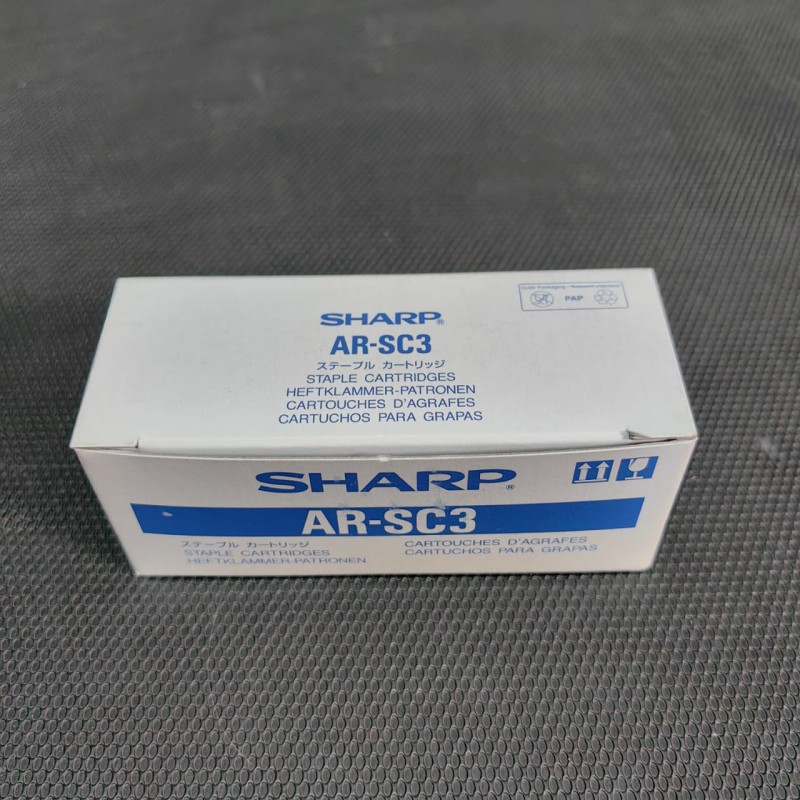 PAP
SHARP®
AR-SC3
ステープル カートリッジ
STAPLE CARTRIDGES
HEFTKLAMMER-PATRONEN
CARTOUCHES D'AGRAFES
CARTUCHOS PARA GRAPAS
SHARP®
AR-SC3
ステープル カートリッジ
STAPLE CARTRIDGES
HEFTKLAMMER-PATRONEN
CARTOUCHES D'AGRAFES
CARTUCHOS PARA GRAPAS